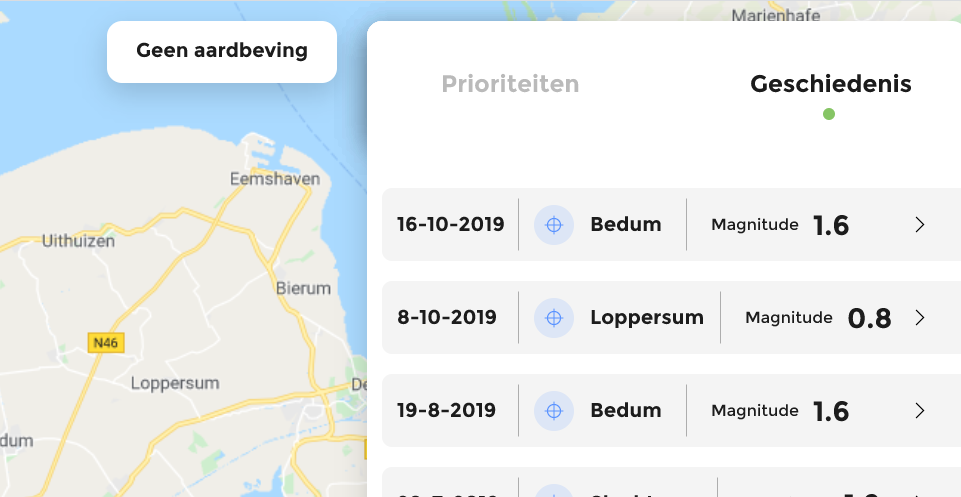 Marienhafe
Geen aardbeving
Prioriteiten
Geschiedenis
Eemshaven
16-10-2019 Bedum Magnitude 1.6
Uithuizen
Bierum
8-10-2019 Loppersum Magnitude 0.8
N46
Loppersum
De
19-8-2019 Bedum Magnitude 1.6
dum